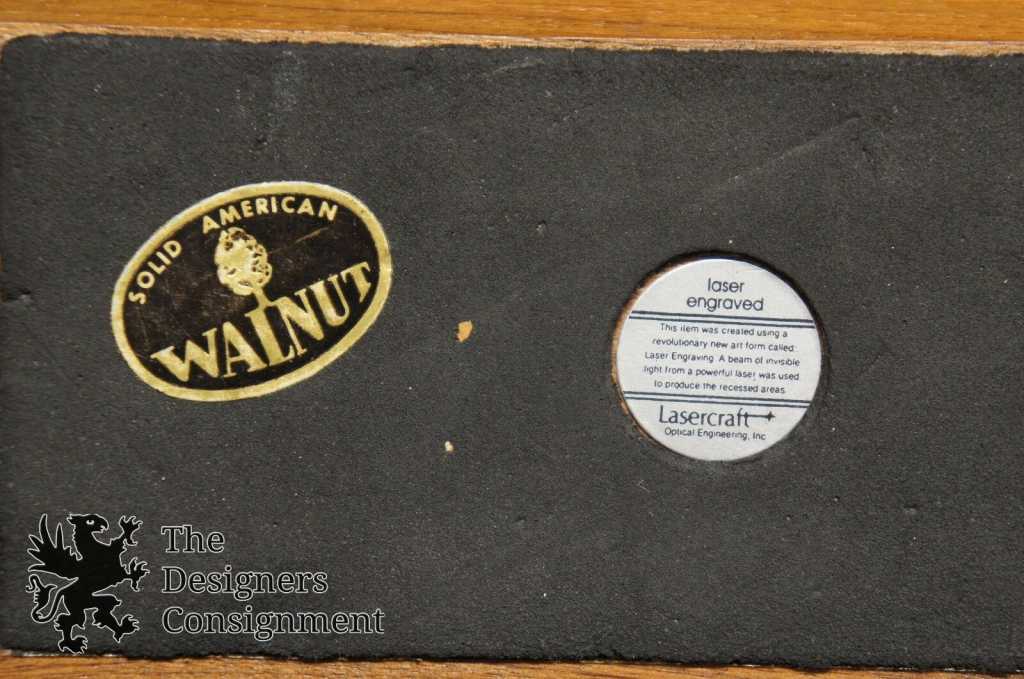 SOLID AMERICAN
WALNUT
laser
engraved
This item was created using a
revolutionary new art form called:
Laser Engraving. A beam of invisible
light from a powerful laser was used
to produce the recessed areas.
Lasercraft
Optical Engineering, Inc
The
Designers
Consignment